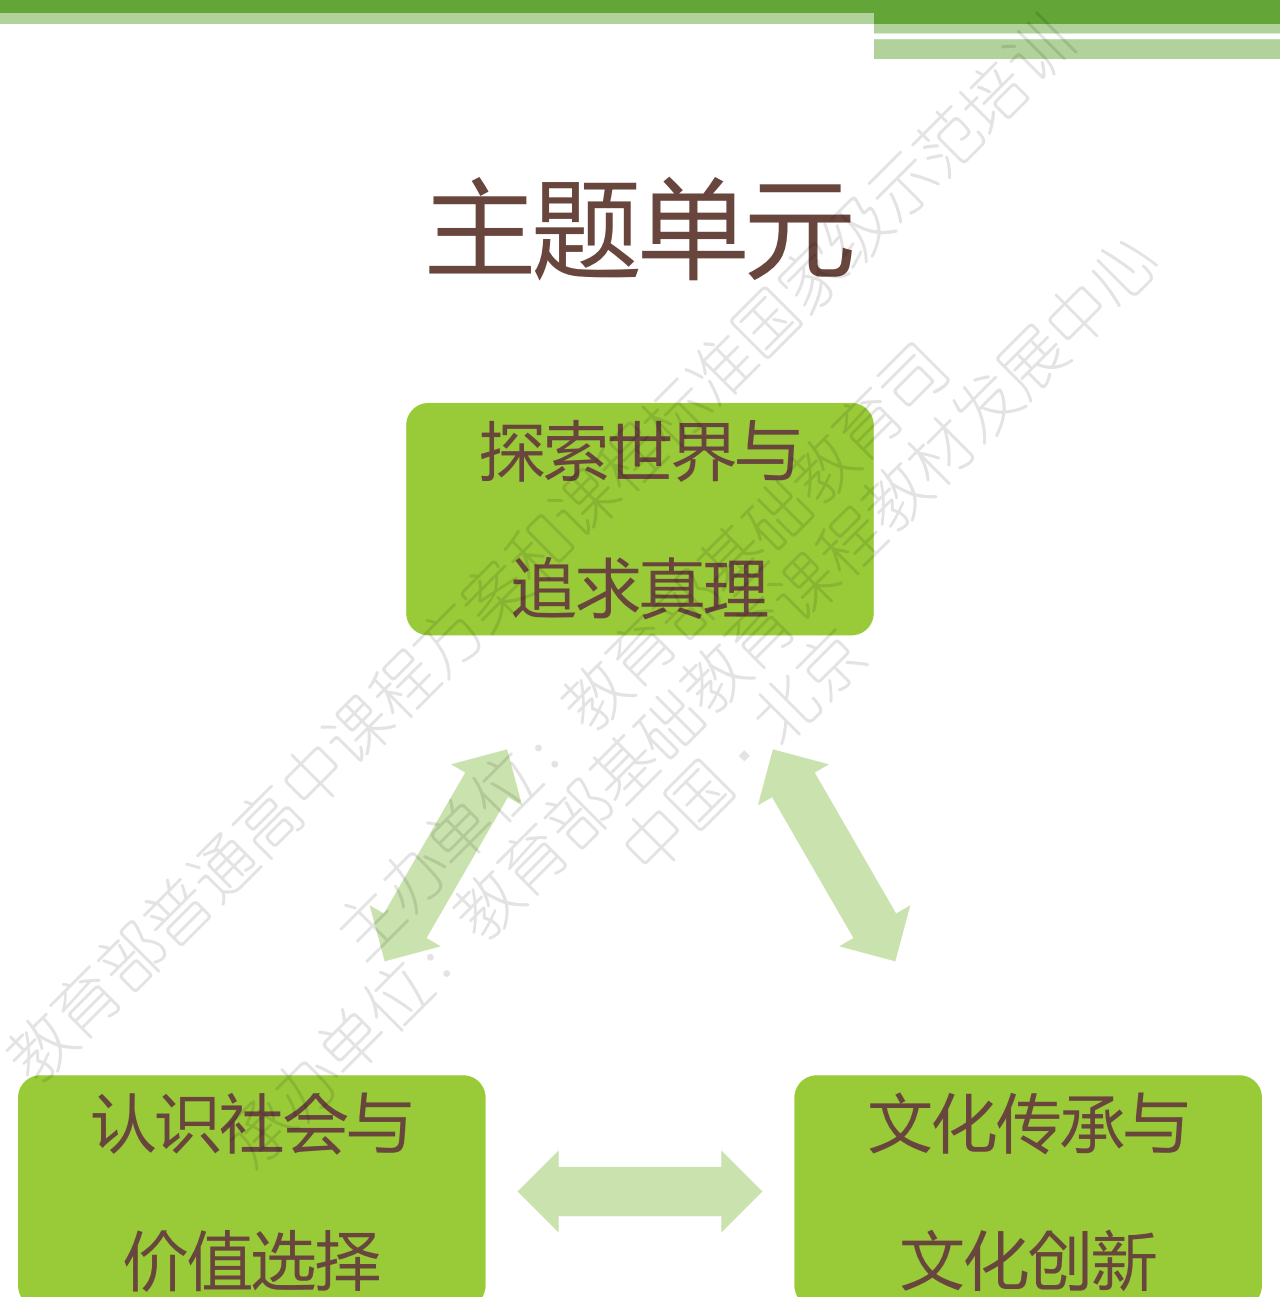 主题单元
探索世界与
追求真理
认识社会与
价值选择
文化传承与
文化创新
教育部普通高中课程方案和课程标准国家级示范培训
主办单位：教育部基础教育司
承办单位：教育部基础教育课程教材发展中心
中国·北京